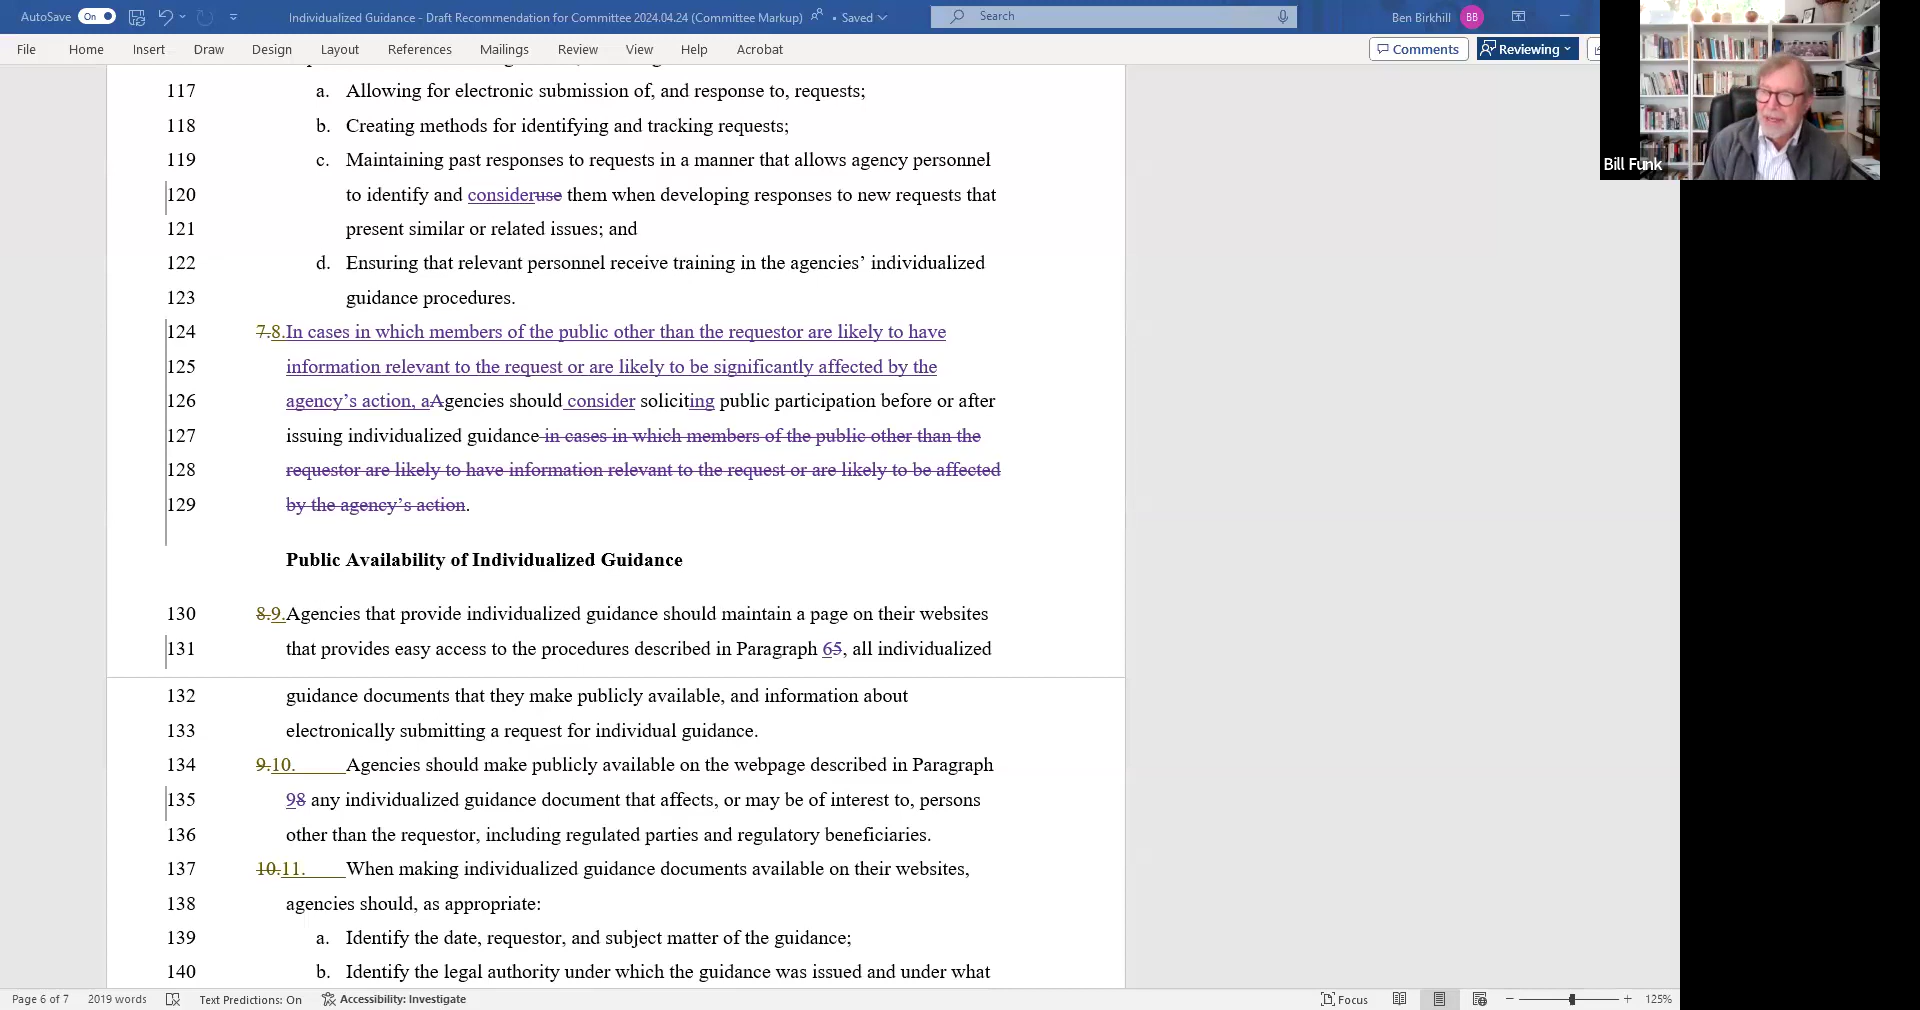 AutoSave On Individualized Guidance - Draft Recommendation for Committee 2024.04.24 (Committee Markup) • Saved Search Ben Birkhill BB
File Home Insert Draw Design Layout References Mailings Review View Help Acrobat Comments Reviewing
Bill Funk
117 a. Allowing for electronic submission of, and response to, requests;
118 b. Creating methods for identifying and tracking requests;
119 c. Maintaining past responses to requests in a manner that allows agency personnel
120 to identify and consideruse them when developing responses to new requests that
121 present similar or related issues; and
122 d. Ensuring that relevant personnel receive training in the agencies’ individualized
123 guidance procedures.
124 7.8.In cases in which members of the public other than the requestor are likely to have
125 information relevant to the request or are likely to be significantly affected by the
126 agency’s action, aAgencies should consider soliciting public participation before or after
127 issuing individualized guidance in cases in which members of the public other than the
128 requestor are likely to have information relevant to the request or are likely to be affected
129 by the agency’s action.
Public Availability of Individualized Guidance
130 8.9.Agencies that provide individualized guidance should maintain a page on their websites
131 that provides easy access to the procedures described in Paragraph 65, all individualized
132 guidance documents that they make publicly available, and information about
133 electronically submitting a request for individual guidance.
134 9.10. Agencies should make publicly available on the webpage described in Paragraph
135 98 any individualized guidance document that affects, or may be of interest to, persons
136 other than the requestor, including regulated parties and regulatory beneficiaries.
137 10.11. When making individualized guidance documents available on their websites,
138 agencies should, as appropriate:
139 a. Identify the date, requestor, and subject matter of the guidance;
140 b. Identify the legal authority under which the guidance was issued and under what
Page 6 of 7 2019 words Text Predictions: On Accessibility: Investigate Focus 125%